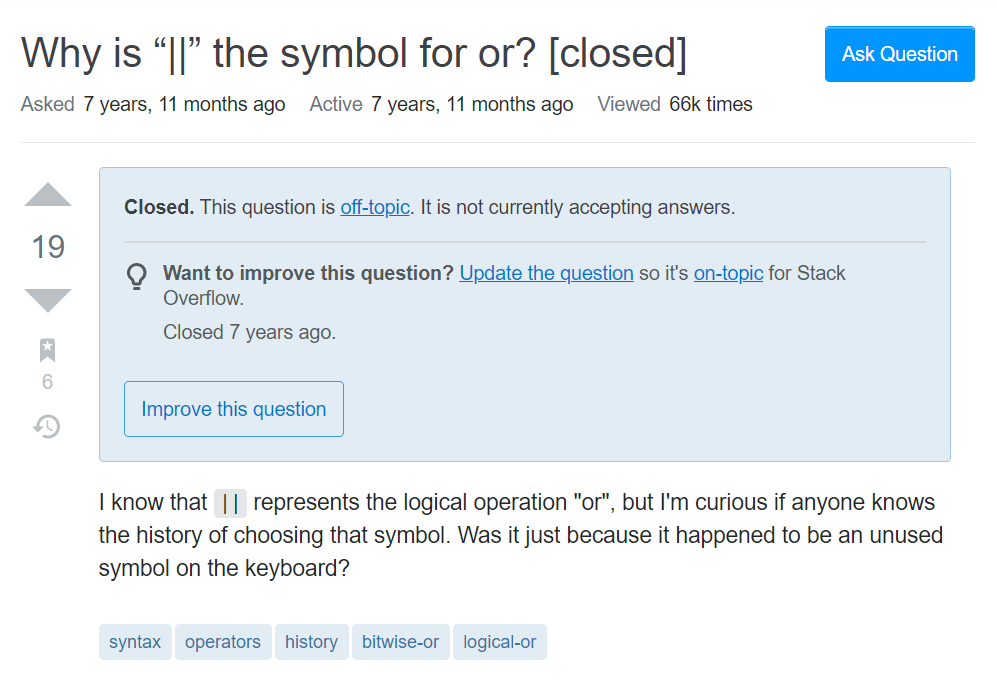 Why is “||” the symbol for or? [closed]
Ask Question
Asked 7 years, 11 months ago Active 7 years, 11 months ago Viewed 66k times
19
6
Closed. This question is off-topic. It is not currently accepting answers.
Want to improve this question? Update the question so it's on-topic for Stack
Overflow.
Closed 7 years ago.
Improve this question
I know that || represents the logical operation "or", but I'm curious if anyone knows
the history of choosing that symbol. Was it just because it happened to be an unused
symbol on the keyboard?
syntax operators history bitwise-or logical-or